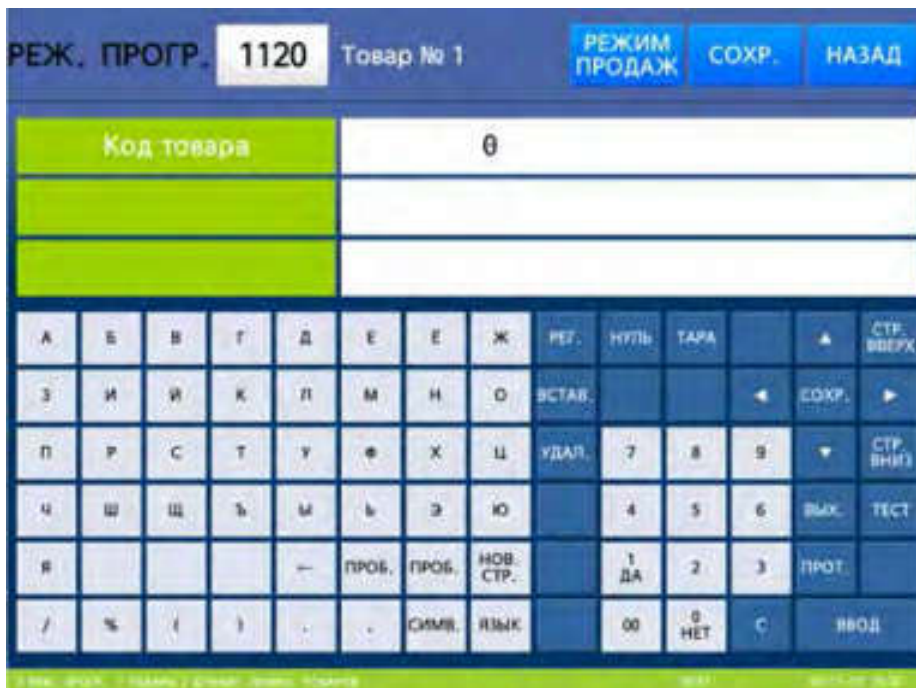 РЕЖ. ПРОГР. 1120 Товар № 1 РЕЖИМ ПРОДАЖ СОХР. НАЗАД
Код товара 0
А Б В Г Д Е Ё Ж РЕГ. НУЛЬ ТАРА ▲ СТР. ВВЕРХ
З И Й К Л М Н О ВСТАВ. ◄ СОХР. ►
П Р С Т У Ф Х Ц УДАЛ. 7 8 9 ▼ СТР. ВНИЗ
Ч Ш Щ Ъ Ы Ь Э Ю 4 5 6 ВЫХ. ТЕСТ
Я ← ПРОБ. ПРОБ. НОВ. СТР. 1 ДА 2 3 ПРОТ.
/ % ( ) . СИМВ. ЯЗЫК 00 0 НЕТ C ВВОД